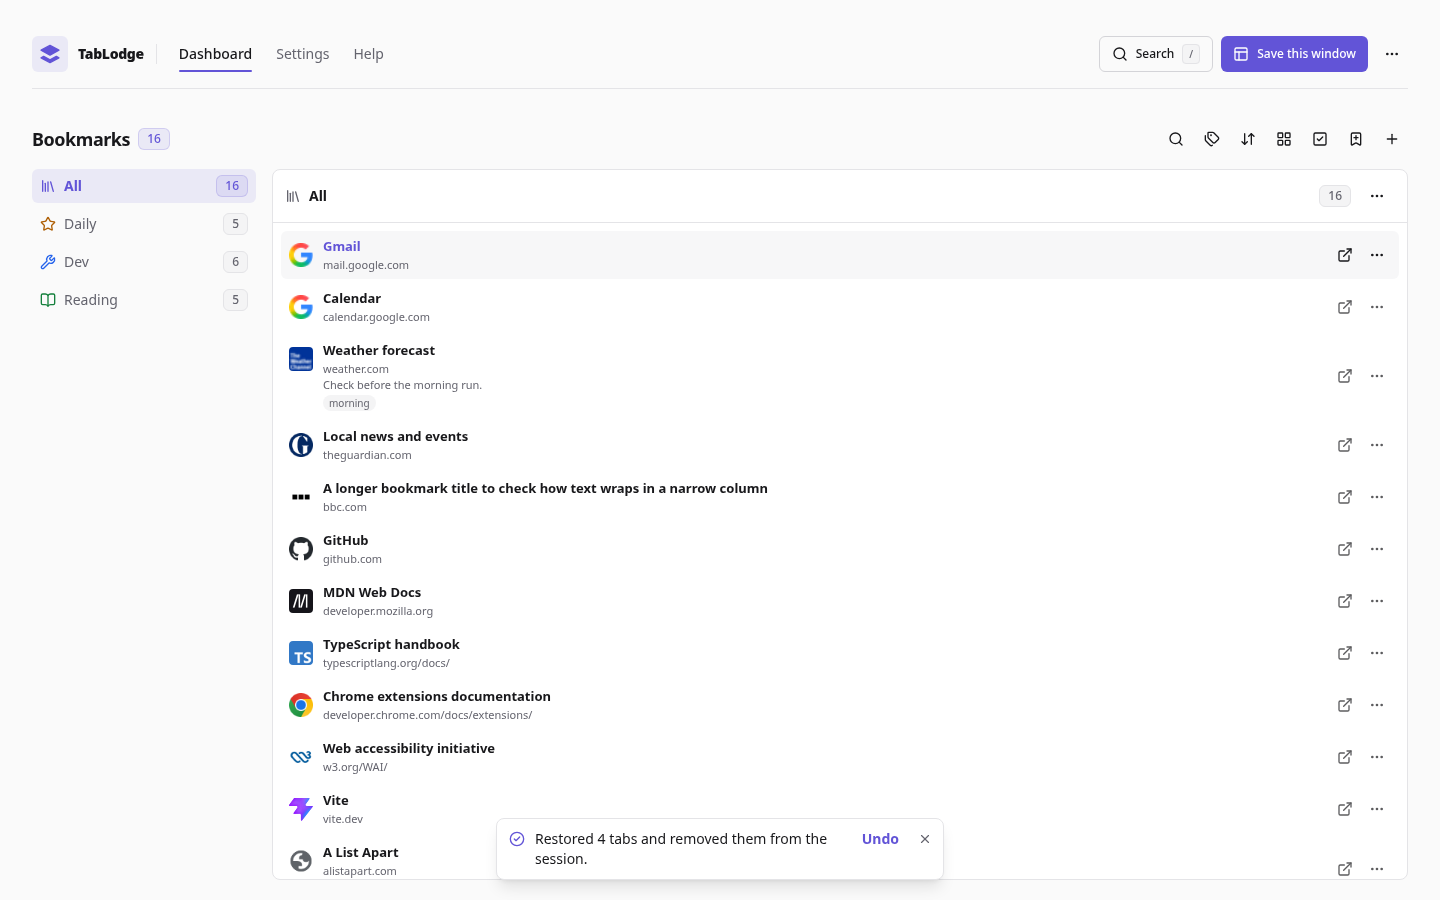 TabLodge
Dashboard
Settings
Help
Search /
Save this window
Bookmarks 16
All 16
Daily 5
Dev 6
Reading 5
All 16
Gmail
mail.google.com
Calendar
calendar.google.com
The Weather Channel
Weather forecast
weather.com
Check before the morning run.
morning
Local news and events
theguardian.com
A longer bookmark title to check how text wraps in a narrow column
bbc.com
GitHub
github.com
MDN Web Docs
developer.mozilla.org
TS
TypeScript handbook
typescriptlang.org/docs/
Chrome extensions documentation
developer.chrome.com/docs/extensions/
Web accessibility initiative
w3.org/WAI/
Vite
vite.dev
A List Apart
alistapart.com
Restored 4 tabs and removed them from the
session.
Undo